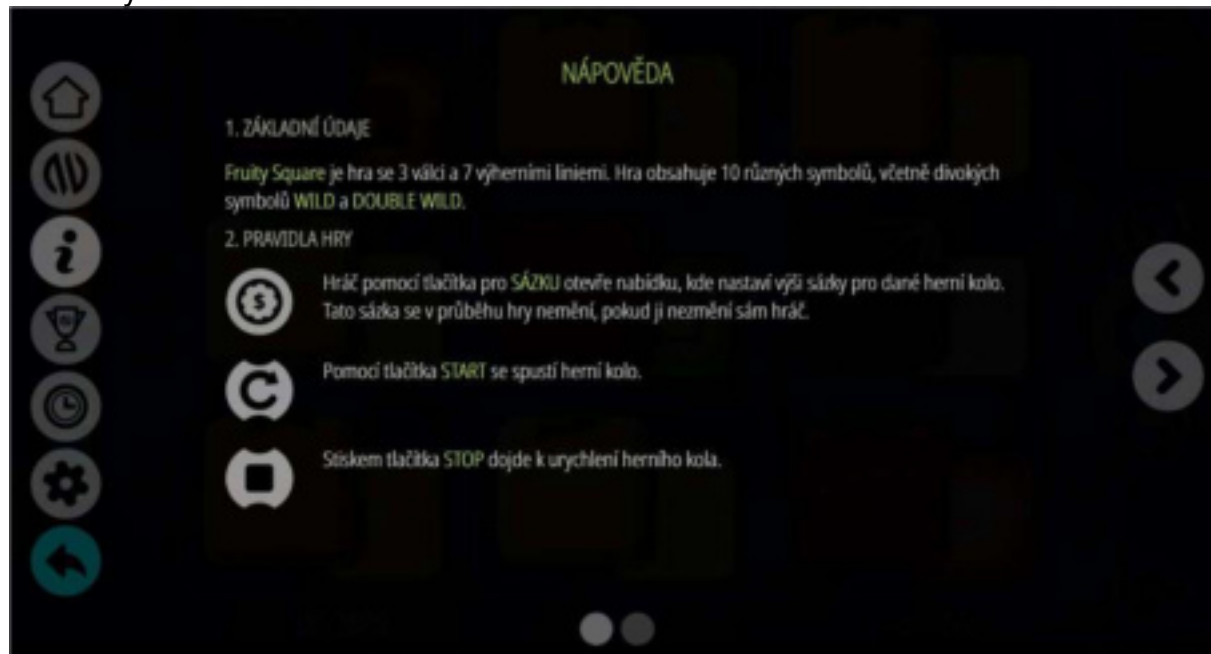 NÁPOVĚDA
1. ZÁKLADNÍ ÚDAJE
Fruity Square je hra se 3 válci a 7 výherními liniemi. Hra obsahuje 10 různých symbolů, včetně divokých
symbolů WILD a DOUBLE WILD.
2. PRAVIDLA HRY
Hráč pomocí tlačítka pro SÁZKU otevře nabídku, kde nastaví výši sázky pro dané herní kolo.
Tato sázka se v průběhu hry nemění, pokud ji nezmění sám hráč.
Pomocí tlačítka START se spustí herní kolo.
Stiskem tlačítka STOP dojde k urychlení herního kola.